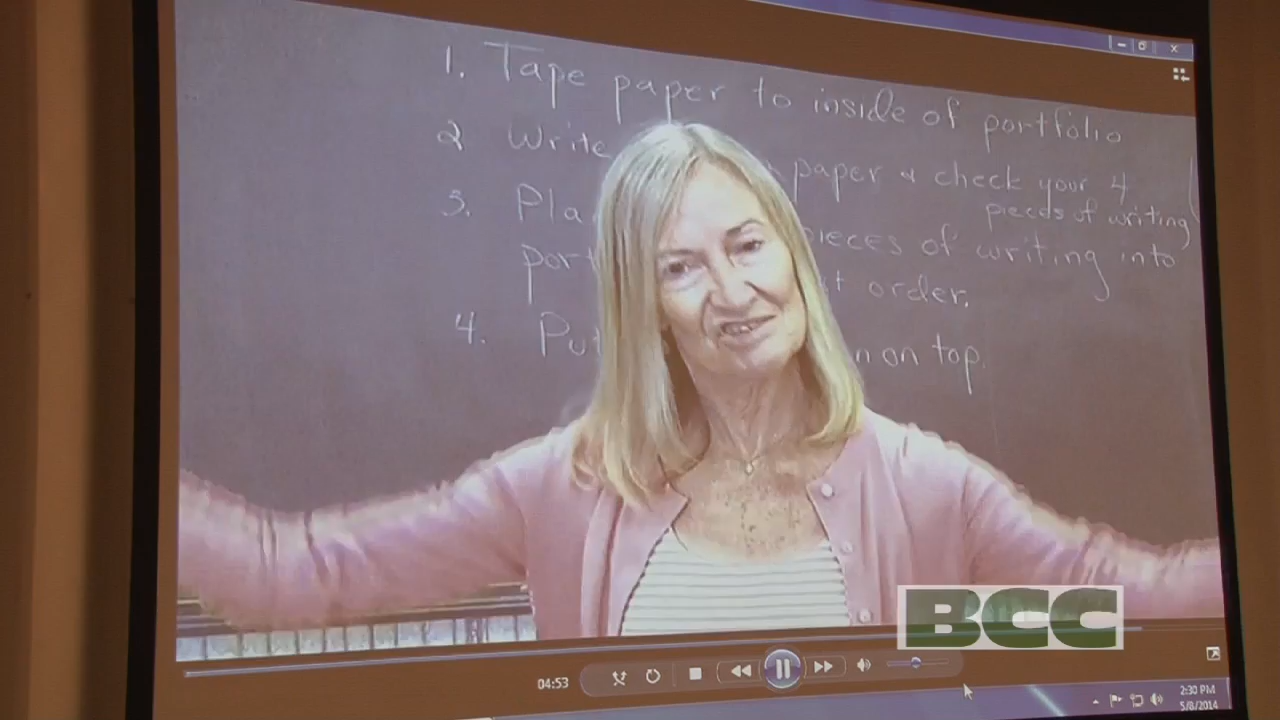 1. Tape paper to inside of portfolio
2 Write paper & check your 4
pieces of writing
3. Pla pieces of writing into
port order.
4. Put on top.
BCC
04:53
2:30 PM
5/8/2014